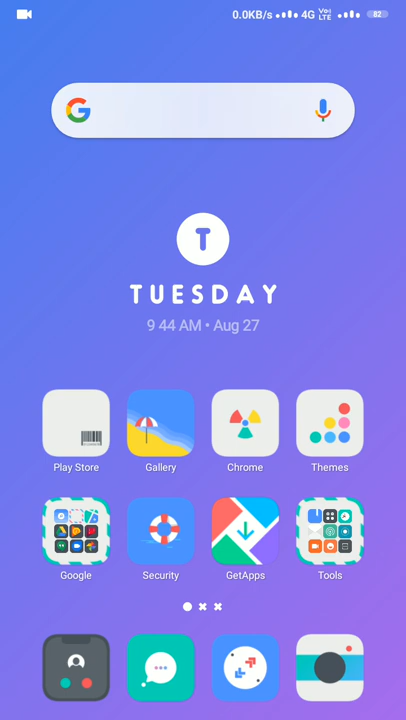 0.0KB/s 4G Vo) LTE 82
G
T
TUESDAY
9 44 AM • Aug 27
Play Store
Gallery
Chrome
Themes
Google
Security
GetApps
Tools